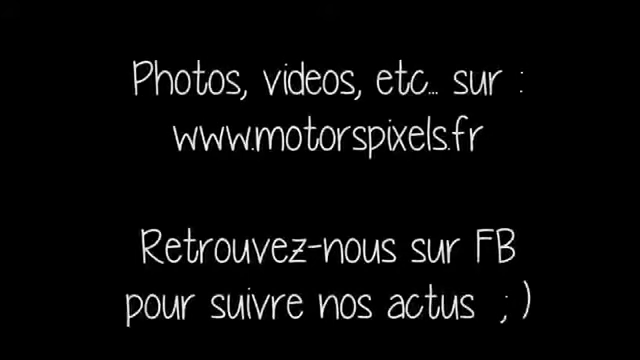 Photos, videos, etc... sur :
www.motorspixels.fr
Retrouvez-nous sur FB
pour suivre nos actus ; )